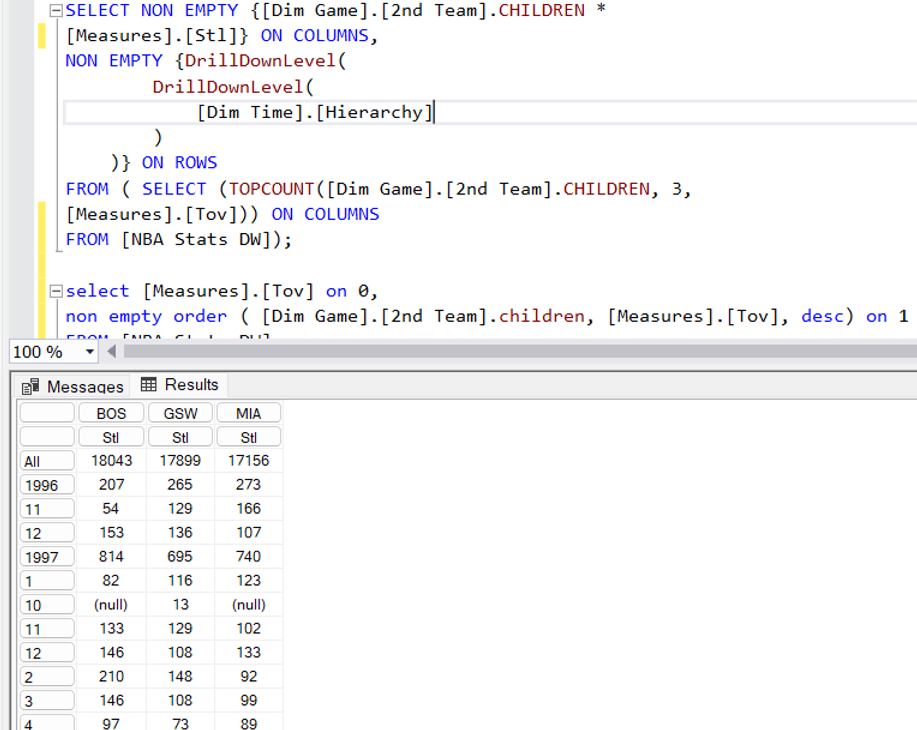 SELECT NON EMPTY {[Dim Game].[2nd Team].CHILDREN *
[Measures].[Stl]} ON COLUMNS,
NON EMPTY {DrillDownLevel(
DrillDownLevel(
[Dim Time].[Hierarchy]
)
)} ON ROWS
FROM ( SELECT (TOPCOUNT([Dim Game].[2nd Team].CHILDREN, 3,
[Measures].[Tov])) ON COLUMNS
FROM [NBA Stats DW]);
select [Measures].[Tov] on 0,
non empty order ( [Dim Game].[2nd Team].children, [Measures].[Tov], desc) on 1
FROM [NBA Stats DW]
100 %
Messages Results
BOS GSW MIA
Stl Stl Stl
All 18043 17899 17156
1996 207 265 273
11 54 129 166
12 153 136 107
1997 814 695 740
1 82 116 123
10 (null) 13 (null)
11 133 129 102
12 146 108 133
2 210 148 92
3 146 108 99
4 97 73 89